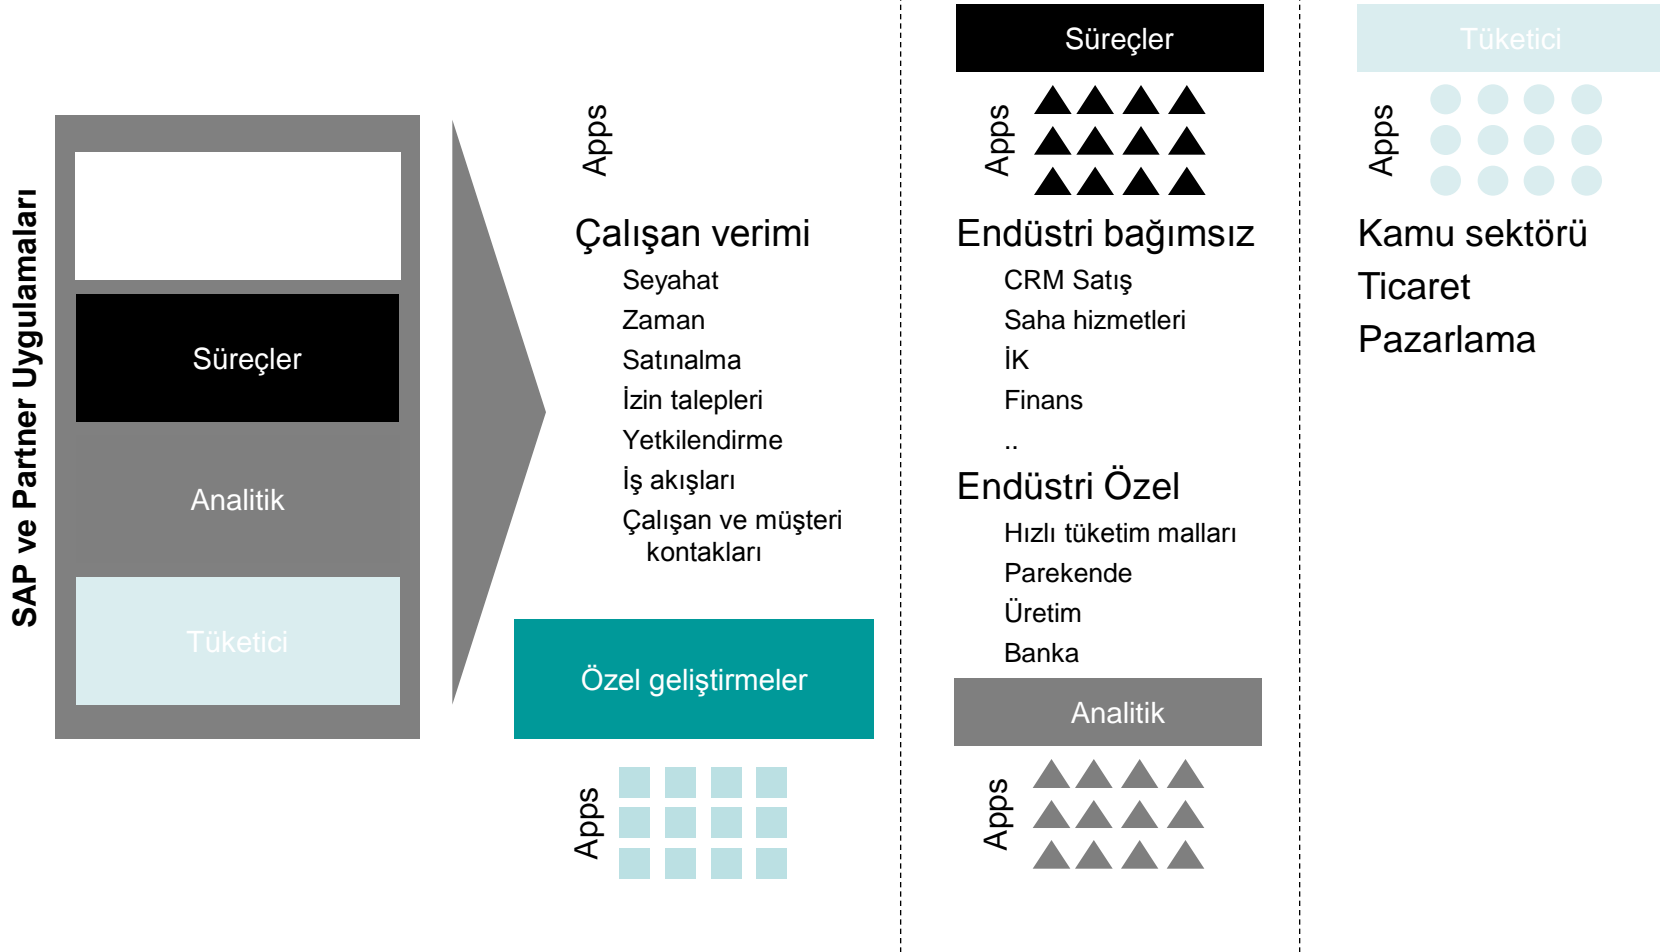 SAP ve Partner Uygulamaları
Süreçler
Analitik
Tüketici
Apps
Çalışan verimi
Seyahat
Zaman
Satınalma
İzin talepleri
Yetkilendirme
İş akışları
Çalışan ve müşteri
kontakları
Özel geliştirmeler
Apps
Süreçler
Apps
Endüstri bağımsız
CRM Satış
Saha hizmetleri
İK
Finans
..
Endüstri Özel
Hızlı tüketim malları
Parekende
Üretim
Banka
Analitik
Apps
Tüketici
Apps
Kamu sektörü
Ticaret
Pazarlama